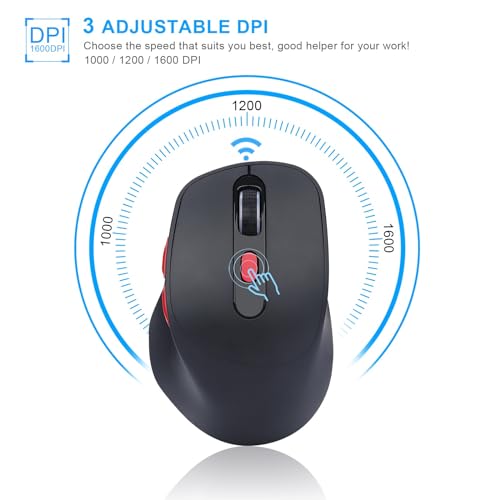 DPI
1600DPI
3 ADJUSTABLE DPI
Choose the speed that suits you best, good helper for your work!
1000 / 1200 / 1600 DPI
1200
1000
1600